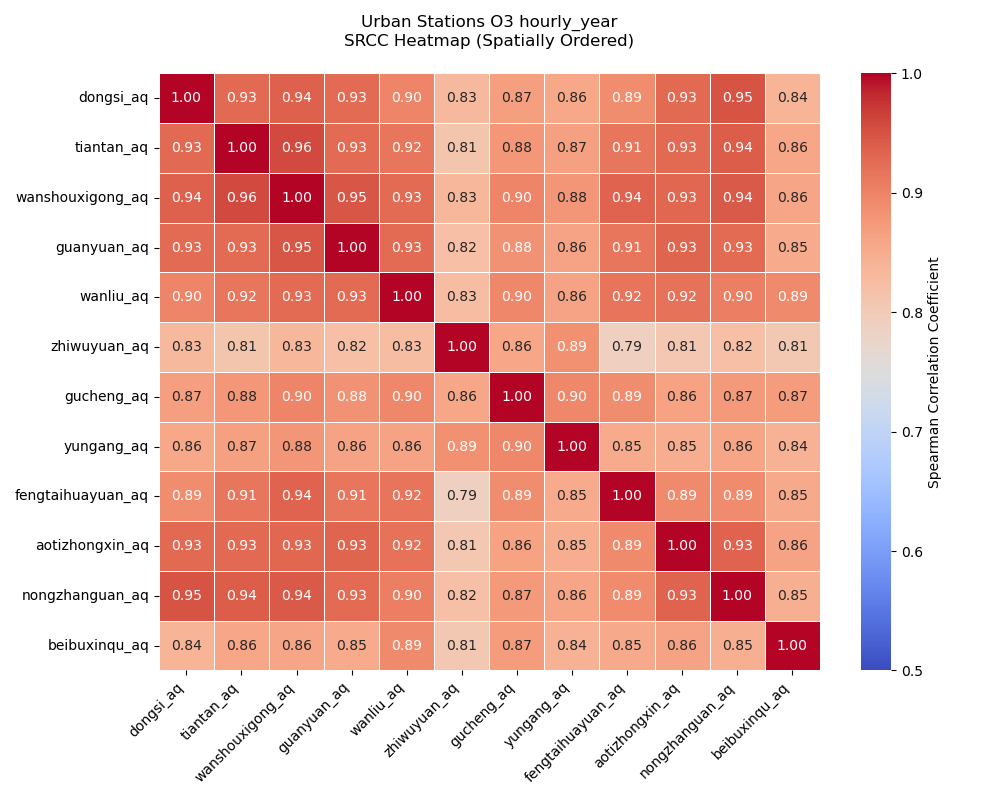 Urban Stations O3 hourly_year
SRCC Heatmap (Spatially Ordered)
dongsi_aq 1.00 0.93 0.94 0.93 0.90 0.83 0.87 0.86 0.89 0.93 0.95 0.84
tiantan_aq 0.93 1.00 0.96 0.93 0.92 0.81 0.88 0.87 0.91 0.93 0.94 0.86
wanshouxigong_aq 0.94 0.96 1.00 0.95 0.93 0.83 0.90 0.88 0.94 0.93 0.94 0.86
guanyuan_aq 0.93 0.93 0.95 1.00 0.93 0.82 0.88 0.86 0.91 0.93 0.93 0.85
wanliu_aq 0.90 0.92 0.93 0.93 1.00 0.83 0.90 0.86 0.92 0.92 0.90 0.89
zhiwuyuan_aq 0.83 0.81 0.83 0.82 0.83 1.00 0.86 0.89 0.79 0.81 0.82 0.81
gucheng_aq 0.87 0.88 0.90 0.88 0.90 0.86 1.00 0.90 0.89 0.86 0.87 0.87
yungang_aq 0.86 0.87 0.88 0.86 0.86 0.89 0.90 1.00 0.85 0.85 0.86 0.84
fengtaihuayuan_aq 0.89 0.91 0.94 0.91 0.92 0.79 0.89 0.85 1.00 0.89 0.89 0.85
aotizhongxin_aq 0.93 0.93 0.93 0.93 0.92 0.81 0.86 0.85 0.89 1.00 0.93 0.86
nongzhanguan_aq 0.95 0.94 0.94 0.93 0.90 0.82 0.87 0.86 0.89 0.93 1.00 0.85
beibuxinqu_aq 0.84 0.86 0.86 0.85 0.89 0.81 0.87 0.84 0.85 0.86 0.85 1.00
dongsi_aq tiantan_aq wanshouxigong_aq guanyuan_aq wanliu_aq zhiwuyuan_aq gucheng_aq yungang_aq fengtaihuayuan_aq aotizhongxin_aq nongzhanguan_aq beibuxinqu_aq
1.0
0.9
0.8
0.7
0.6
0.5
Spearman Correlation Coefficient